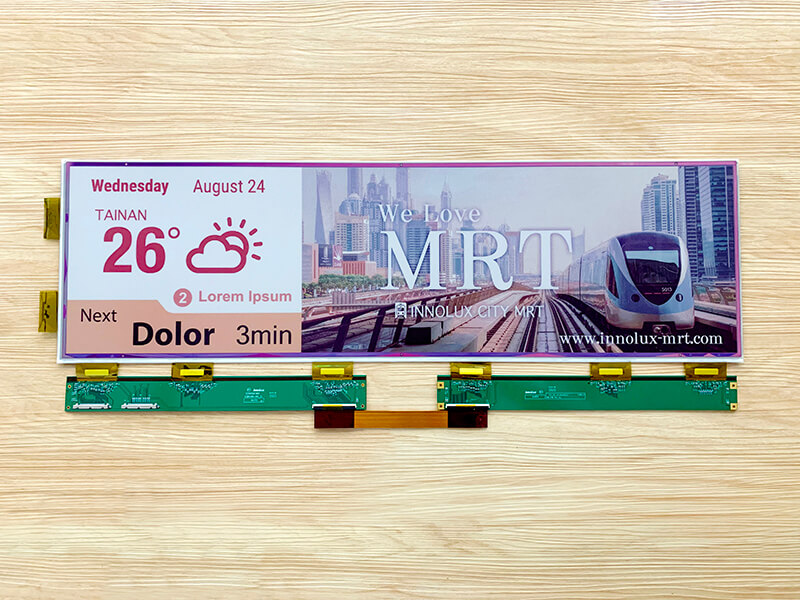 Wednesday August 24
TAINAN
26°
2 Lorem Ipsum
Next
Dolor 3min
We Love
MRT
INNOLUX CITY MRT
www.innolux-mrt.com